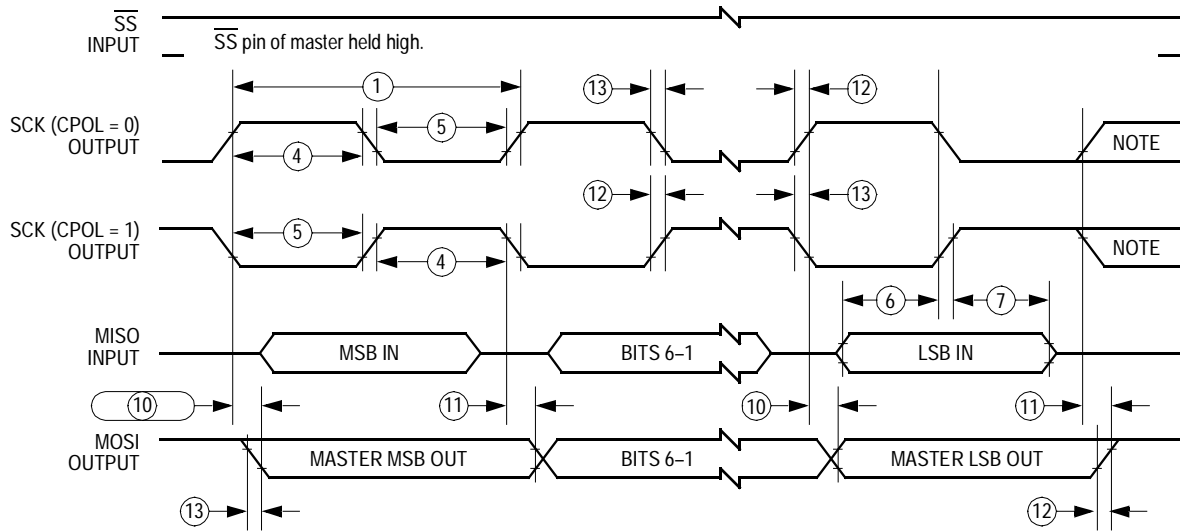 SS
INPUT
SS pin of master held high.
1
13
12
SCK (CPOL = 0)
OUTPUT
5
4
NOTE
12
13
SCK (CPOL = 1)
OUTPUT
5
4
NOTE
6
7
MISO
INPUT
MSB IN
BITS 6–1
LSB IN
10
11
10
11
MOSI
OUTPUT
MASTER MSB OUT
BITS 6–1
MASTER LSB OUT
13
12